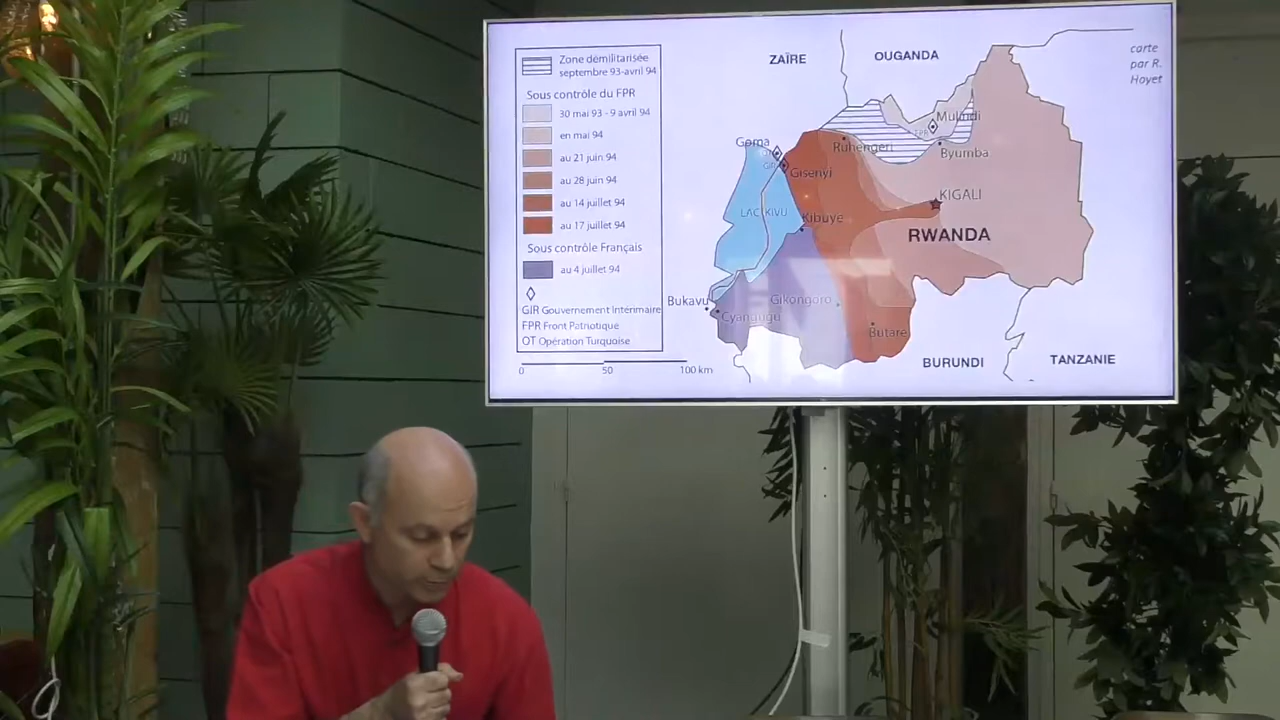 Zone démilitarisée
septembre 93-avril 94
Sous contrôle du FPR
30 mai 93 - 9 avril 94
en mai 94
au 21 juin 94
au 28 juin 94
au 14 juillet 94
au 17 juillet 94
Sous contrôle Français
au 4 juillet 94
GIR Gouvernement Intérimaire
FPR Front Patriotique
OT Opération Turquoise
0 50 100 km
ZAÏRE
OUGANDA
carte
par R.
Hoyet
Mulindi
FPR
Goma
Ruhengeri
Byumba
Gisenyi
KIGALI
LAC KIVU
Kibuye
RWANDA
Bukavu
Gikongoro
Cyangugu
Butare
BURUNDI
TANZANIE